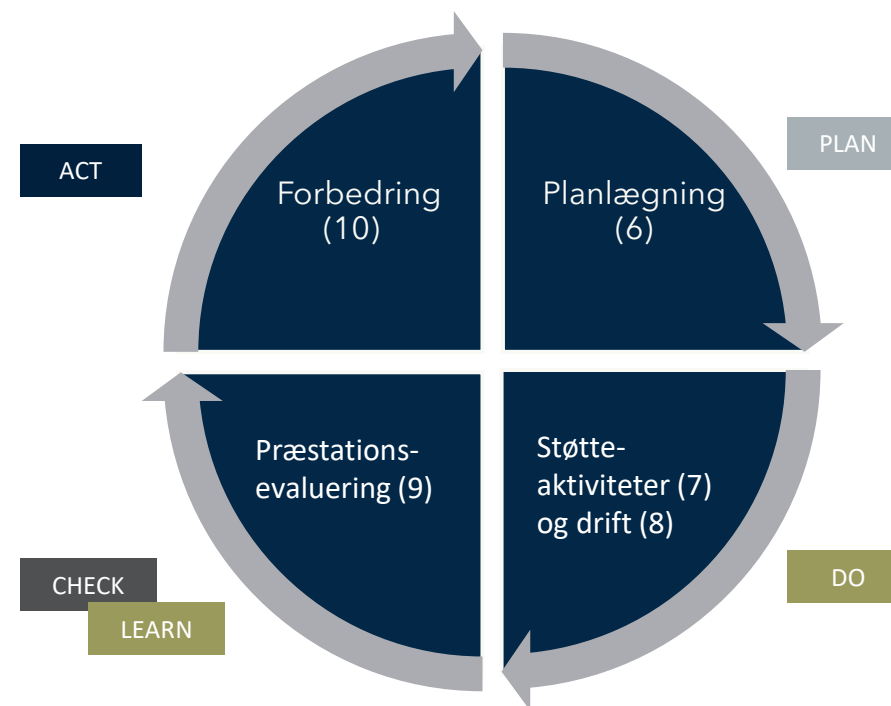 ACT
PLAN
Forbedring
(10)
Planlægning
(6)
Præstations-
evaluering (9)
Støtte-
aktiviteter (7)
og drift (8)
CHECK
LEARN
DO